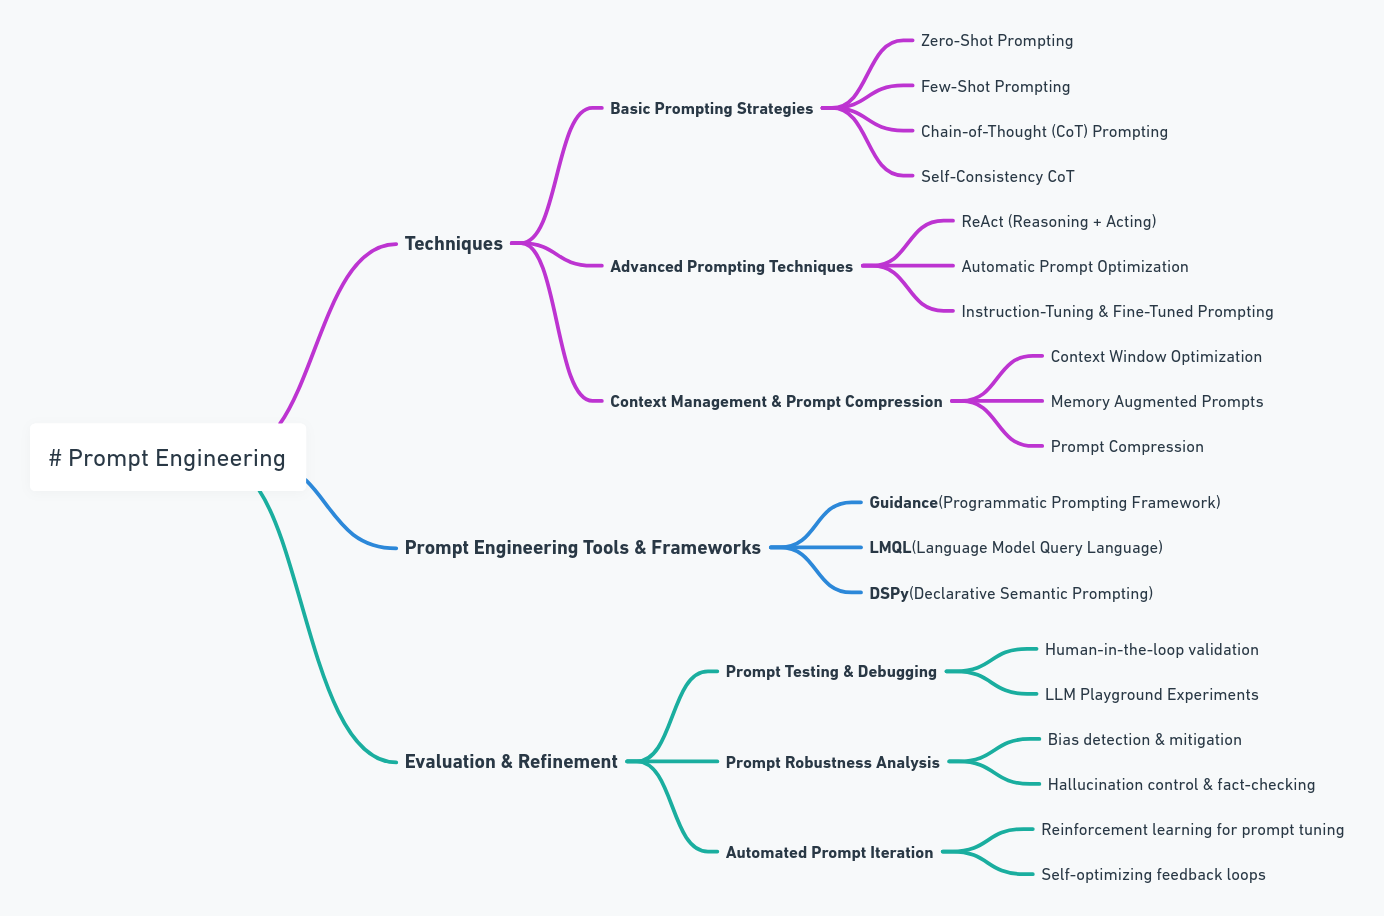 # Prompt Engineering
Techniques
Basic Prompting Strategies
Zero-Shot Prompting
Few-Shot Prompting
Chain-of-Thought (CoT) Prompting
Self-Consistency CoT
Advanced Prompting Techniques
ReAct (Reasoning + Acting)
Automatic Prompt Optimization
Instruction-Tuning & Fine-Tuned Prompting
Context Management & Prompt Compression
Context Window Optimization
Memory Augmented Prompts
Prompt Compression
Prompt Engineering Tools & Frameworks
Guidance(Programmatic Prompting Framework)
LMQL(Language Model Query Language)
DSPy(Declarative Semantic Prompting)
Evaluation & Refinement
Prompt Testing & Debugging
Human-in-the-loop validation
LLM Playground Experiments
Prompt Robustness Analysis
Bias detection & mitigation
Hallucination control & fact-checking
Automated Prompt Iteration
Reinforcement learning for prompt tuning
Self-optimizing feedback loops